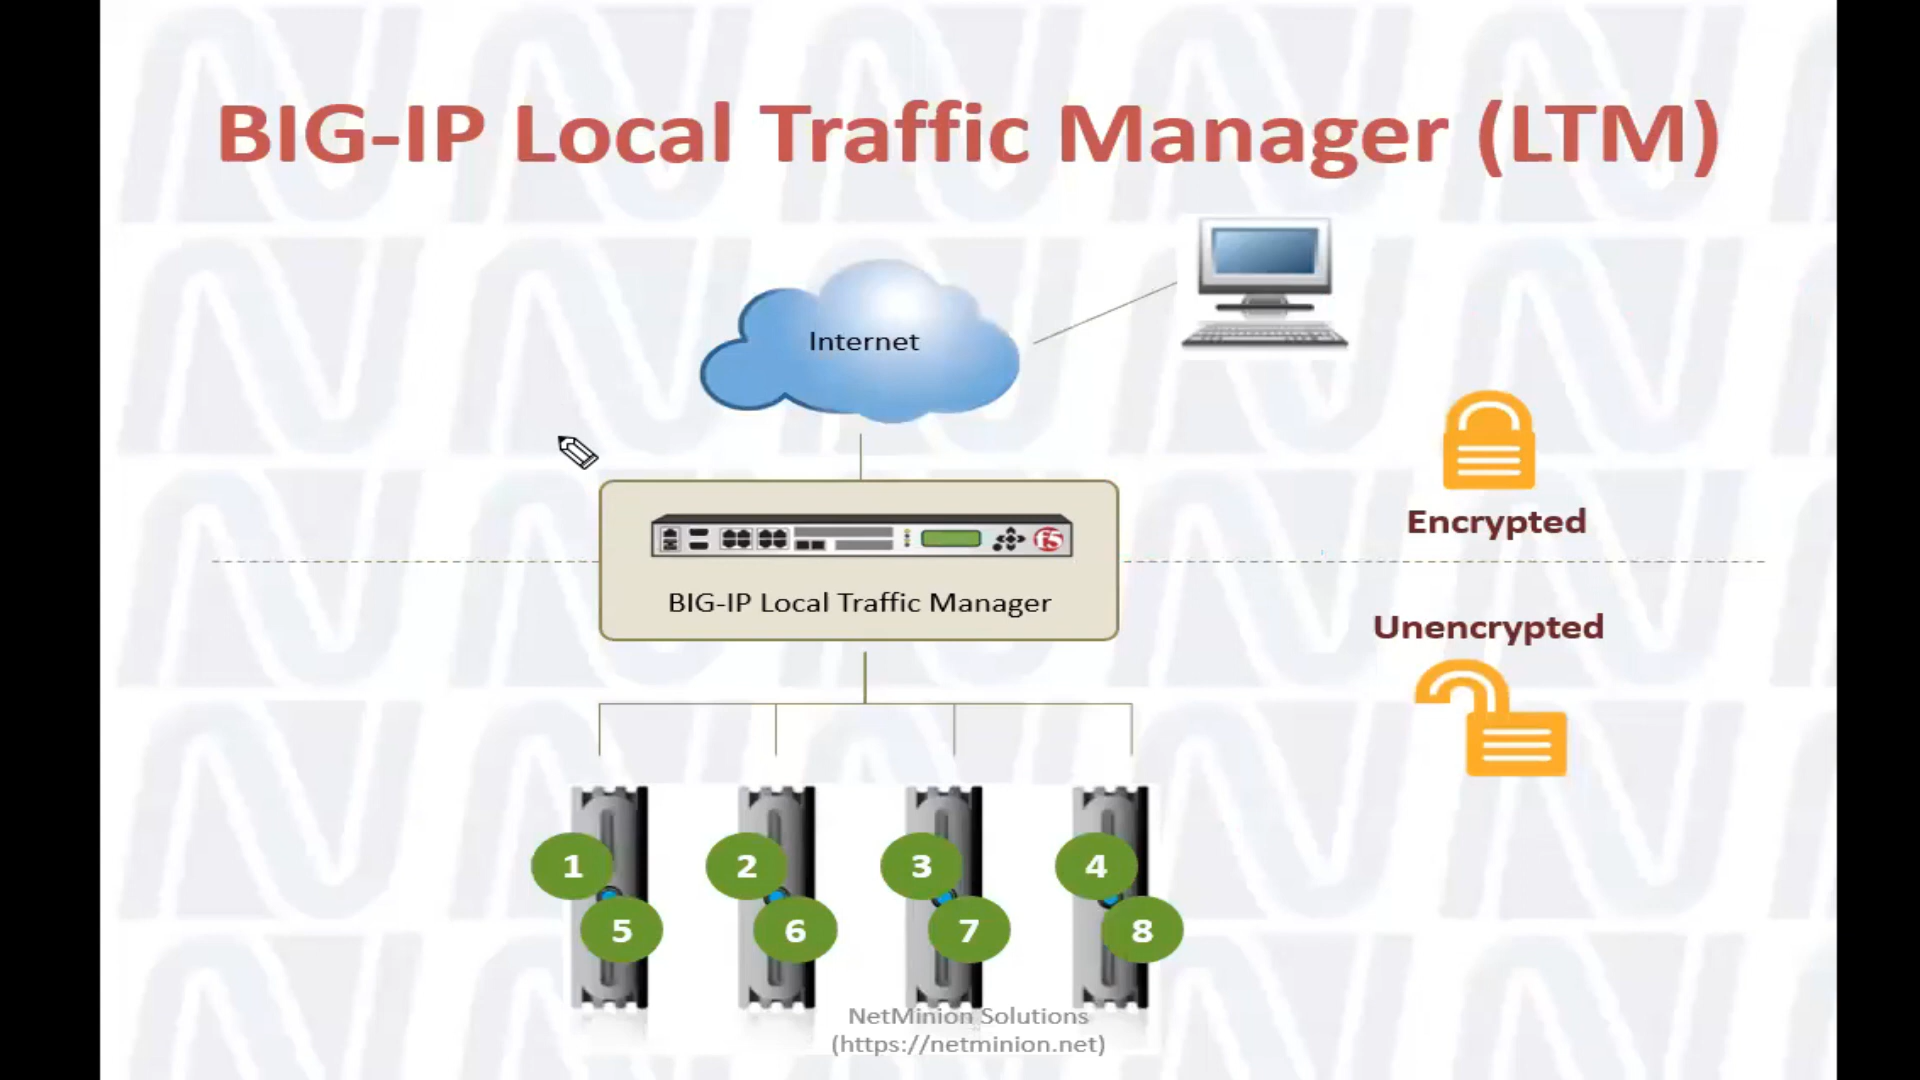 BIG-IP Local Traffic Manager (LTM)
Internet
Encrypted
f5
BIG-IP Local Traffic Manager
Unencrypted
1
2
3
4
5
6
7
8
NetMinion Solutions
(https://netminion.net)